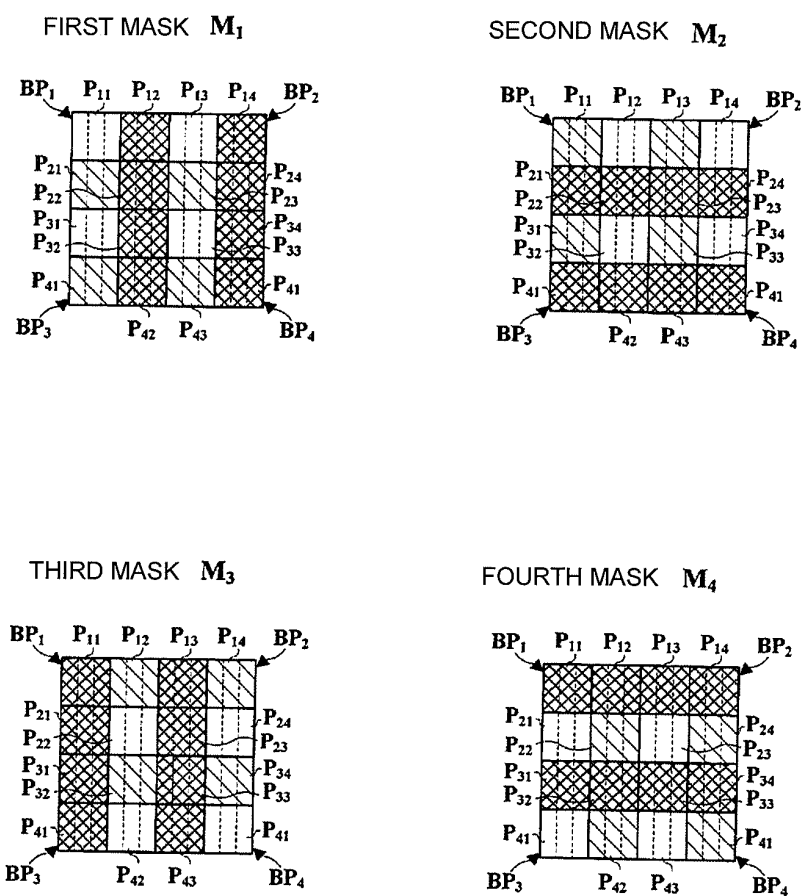 FIRST MASK M₁
SECOND MASK M₂
BP₁ P₁₁ P₁₂ P₁₃ P₁₄ BP₂
P₂₁ P₂₄
P₂₂ P₂₃
P₃₁ P₃₄
P₃₂ P₃₃
P₄₁ P₄₁
BP₃ P₄₂ P₄₃ BP₄
BP₁ P₁₁ P₁₂ P₁₃ P₁₄ BP₂
P₂₁ P₂₄
P₂₂ P₂₃
P₃₁ P₃₄
P₃₂ P₃₃
P₄₁ P₄₁
BP₃ P₄₂ P₄₃ BP₄
THIRD MASK M₃
FOURTH MASK M₄
BP₁ P₁₁ P₁₂ P₁₃ P₁₄ BP₂
P₂₁ P₂₄
P₂₂ P₂₃
P₃₁ P₃₄
P₃₂ P₃₃
P₄₁ P₄₁
BP₃ P₄₂ P₄₃ BP₄
BP₁ P₁₁ P₁₂ P₁₃ P₁₄ BP₂
P₂₁ P₂₄
P₂₂ P₂₃
P₃₁ P₃₄
P₃₂ P₃₃
P₄₁ P₄₁
BP₃ P₄₂ P₄₃ BP₄